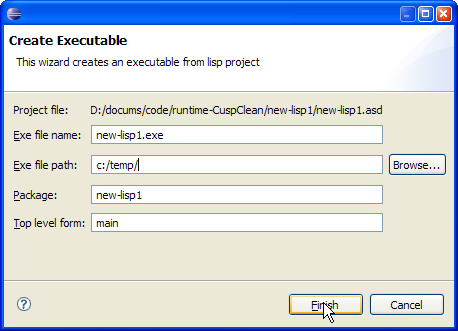 Create Executable
This wizard creates an executable from lisp project
Project file: D:/docums/code/runtime-CuspClean/new-lisp1/new-lisp1.asd
Exe file name: new-lisp1.exe
Exe file path: c:/temp/ Browse...
Package: new-lisp1
Top level form: main
? Finish Cancel